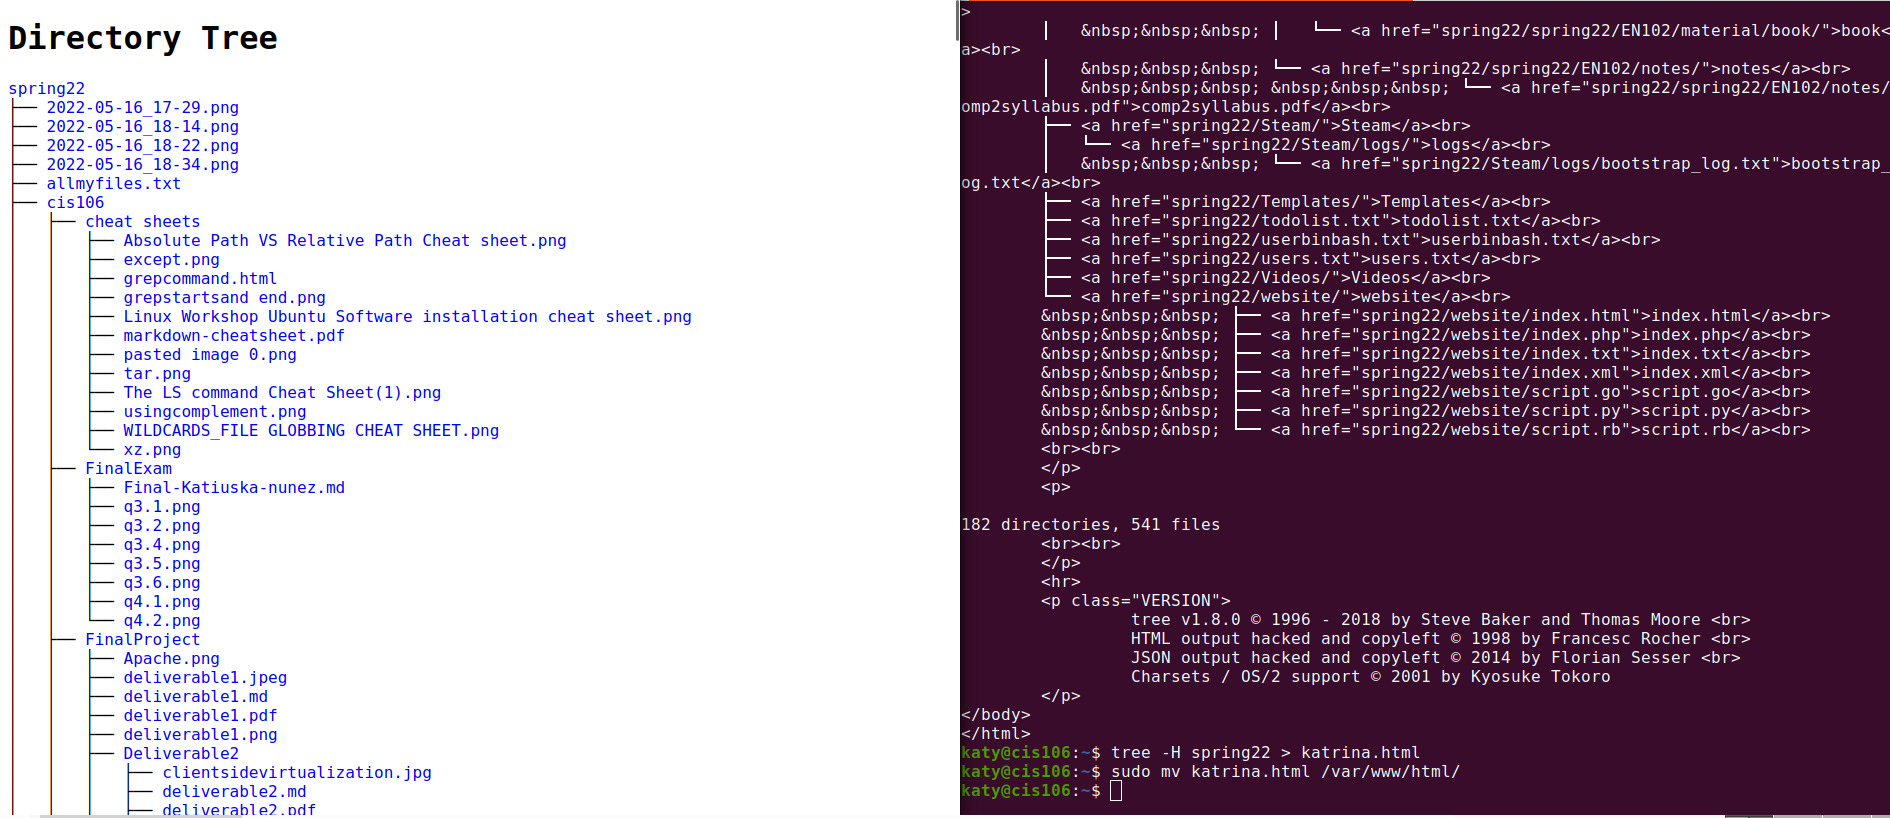 Directory Tree
spring22
├── 2022-05-16_17-29.png
├── 2022-05-16_18-14.png
├── 2022-05-16_18-22.png
├── 2022-05-16_18-34.png
├── allmyfiles.txt
├── cis106
│   ├── cheat sheets
│   │   ├── Absolute Path VS Relative Path Cheat sheet.png
│   │   ├── except.png
│   │   ├── grepcommand.html
│   │   ├── grepstartsand end.png
│   │   ├── Linux Workshop Ubuntu Software installation cheat sheet.png
│   │   ├── markdown-cheatsheet.pdf
│   │   ├── pasted image 0.png
│   │   ├── tar.png
│   │   ├── The LS command Cheat Sheet(1).png
│   │   ├── usingcomplement.png
│   │   ├── WILDCARDS_FILE GLOBBING CHEAT SHEET.png
│   │   └── xz.png
│   ├── FinalExam
│   │   ├── Final-Katiuska-nunez.md
│   │   ├── q3.1.png
│   │   ├── q3.2.png
│   │   ├── q3.4.png
│   │   ├── q3.5.png
│   │   ├── q3.6.png
│   │   ├── q4.1.png
│   │   └── q4.2.png
│   ├── FinalProject
│   │   ├── Apache.png
│   │   ├── deliverable1.jpeg
│   │   ├── deliverable1.md
│   │   ├── deliverable1.pdf
│   │   ├── deliverable1.png
│   │   ├── Deliverable2
│   │   │   ├── clientsidevirtualization.jpg
│   │   │   ├── deliverable2.md
│   │   │   ├── deliverable2.pdf
>
│   &nbsp;&nbsp;&nbsp; │   └── <a href="spring22/spring22/EN102/material/book/">book<
a><br>
│   &nbsp;&nbsp;&nbsp; └── <a href="spring22/spring22/EN102/notes/">notes</a><br>
│   &nbsp;&nbsp;&nbsp; &nbsp;&nbsp;&nbsp; └── <a href="spring22/spring22/EN102/notes/
omp2syllabus.pdf">comp2syllabus.pdf</a><br>
├── <a href="spring22/Steam/">Steam</a><br>
│   └── <a href="spring22/Steam/logs/">logs</a><br>
│   &nbsp;&nbsp;&nbsp; └── <a href="spring22/Steam/logs/bootstrap_log.txt">bootstrap_
og.txt</a><br>
├── <a href="spring22/Templates/">Templates</a><br>
├── <a href="spring22/todolist.txt">todolist.txt</a><br>
├── <a href="spring22/userbinbash.txt">userbinbash.txt</a><br>
├── <a href="spring22/users.txt">users.txt</a><br>
├── <a href="spring22/Videos/">Videos</a><br>
└── <a href="spring22/website/">website</a><br>
&nbsp;&nbsp;&nbsp; ├── <a href="spring22/website/index.html">index.html</a><br>
&nbsp;&nbsp;&nbsp; ├── <a href="spring22/website/index.php">index.php</a><br>
&nbsp;&nbsp;&nbsp; ├── <a href="spring22/website/index.txt">index.txt</a><br>
&nbsp;&nbsp;&nbsp; ├── <a href="spring22/website/index.xml">index.xml</a><br>
&nbsp;&nbsp;&nbsp; ├── <a href="spring22/website/script.go">script.go</a><br>
&nbsp;&nbsp;&nbsp; ├── <a href="spring22/website/script.py">script.py</a><br>
&nbsp;&nbsp;&nbsp; └── <a href="spring22/website/script.rb">script.rb</a><br>
<br><br>
</p>
<p>
182 directories, 541 files
<br><br>
</p>
<hr>
<p class="VERSION">
tree v1.8.0 © 1996 - 2018 by Steve Baker and Thomas Moore <br>
HTML output hacked and copyleft © 1998 by Francesc Rocher <br>
JSON output hacked and copyleft © 2014 by Florian Sesser <br>
Charsets / OS/2 support © 2001 by Kyosuke Tokoro
</p>
</body>
</html>
katy@cis106:~$ tree -H spring22 > katrina.html
katy@cis106:~$ sudo mv katrina.html /var/www/html/
katy@cis106:~$